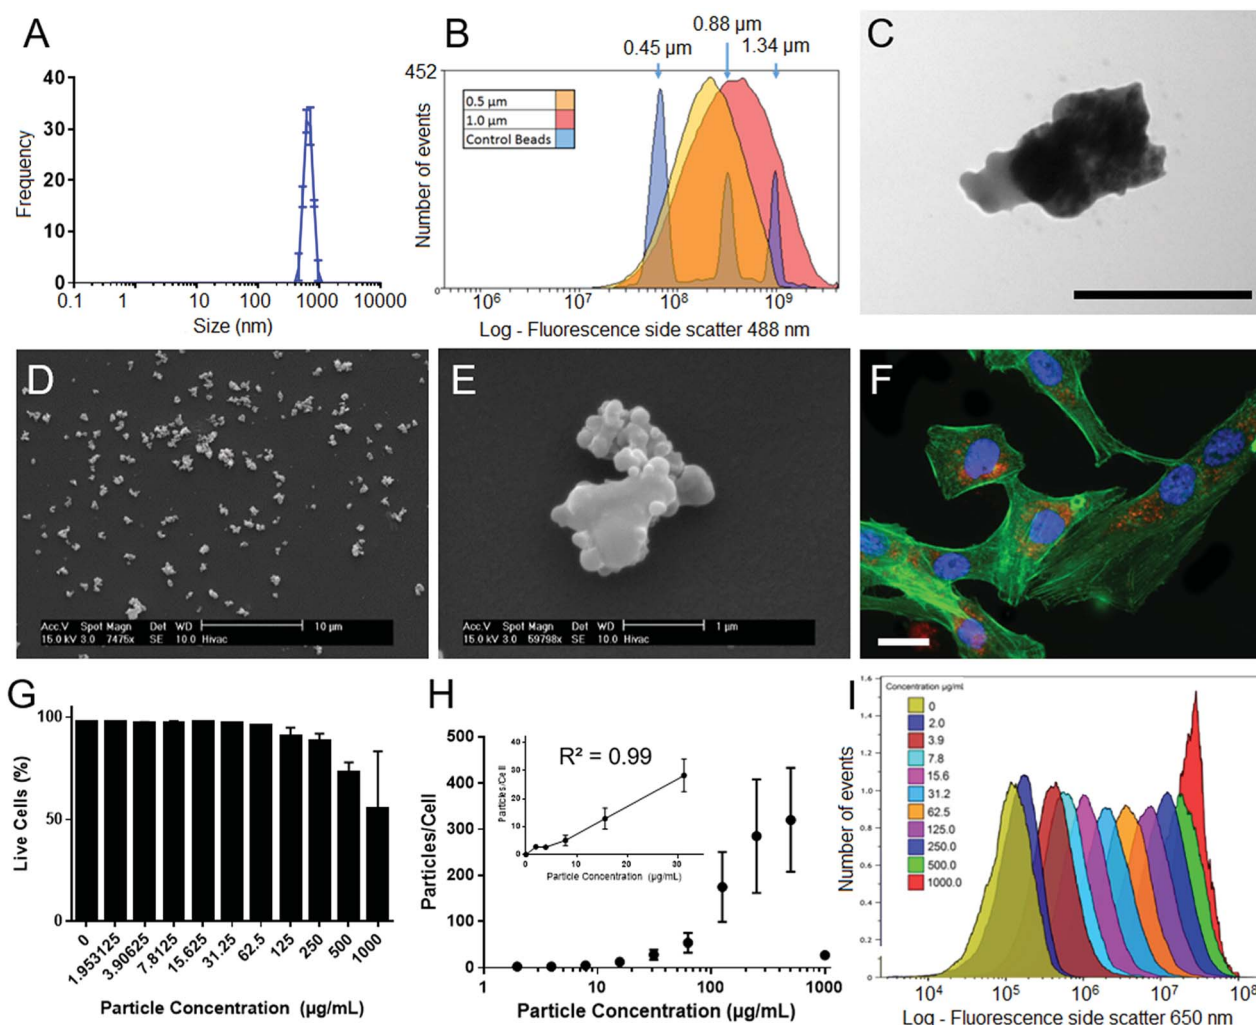 A
40
30
20
10
0
Frequency
0.1 1 10 100 1000 10000
Size (nm)
B
0.88 µm
0.45 µm 1.34 µm
452
0.5 µm
1.0 µm
Control Beads
Number of events
10⁶ 10⁷ 10⁸ 10⁹
Log - Fluorescence side scatter 488 nm
C
D
Acc.V Spot Magn Det WD
15.0 kV 3.0 7475x SE 10.0 Hivac
10 µm
E
Acc.V Spot Magn Det WD
15.0 kV 3.0 59798x SE 10.0 Hivac
1 µm
F
G
100
50
0
Live Cells (%)
0 1.953125 3.90625 7.8125 15.625 31.25 62.5 125 250 500 1000
Particle Concentration (µg/mL)
H
500
400
300
200
100
0
Particles/Cell
1 10 100 1000
Particle Concentration (µg/mL)
R² = 0.99
40
30
20
10
0
Particles/Cell
0 10 20 30
Particle Concentration (µg/mL)
I
Concentration µg/ml
0
2.0
3.9
7.8
15.6
31.2
62.5
125.0
250.0
500.0
1000.0
1.6
1.4
1.2
1.0
0.8
0.6
0.4
0.2
0
Number of events
10⁴ 10⁵ 10⁶ 10⁷ 10⁸
Log - Fluorescence side scatter 650 nm